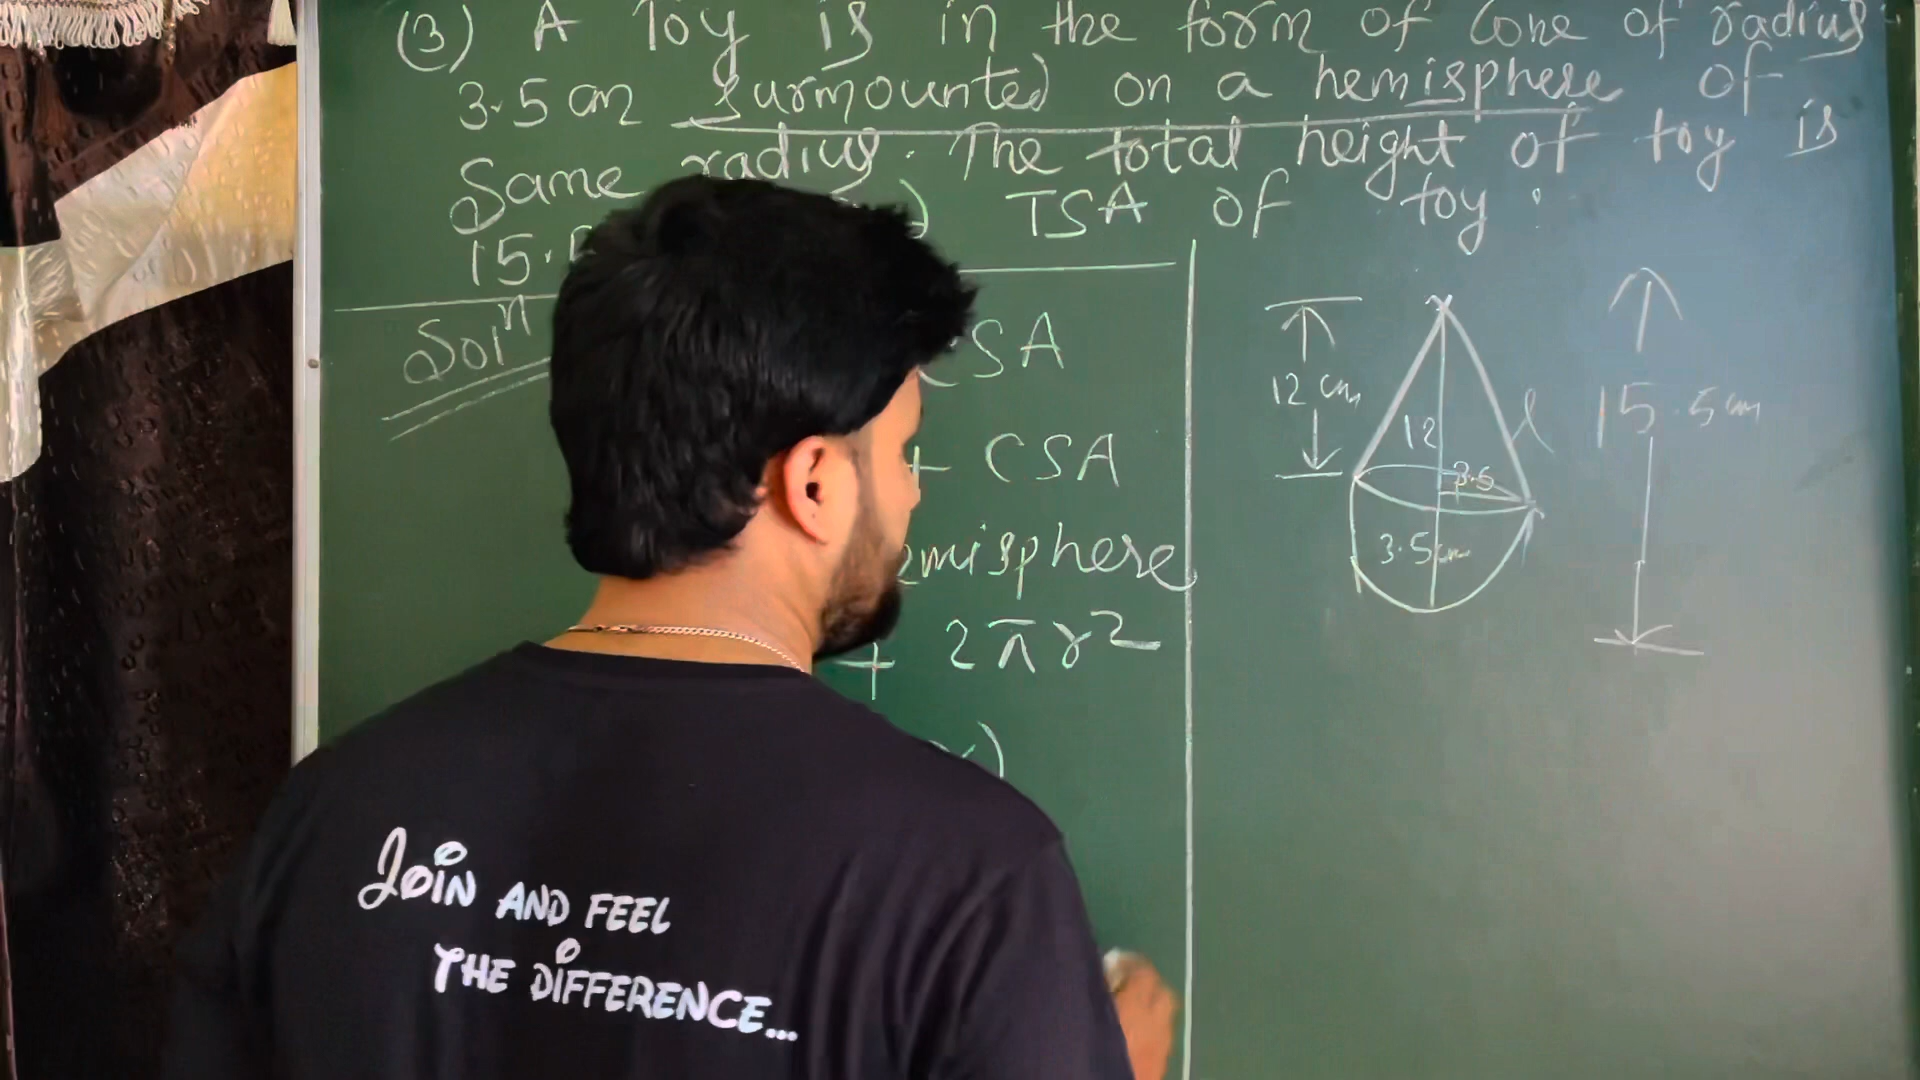 (3) A Toy is in the form of Cone of radius
3.5 cm surmounted on a hemisphere of
Same radius. The total height of toy is
TSA of toy :
Solⁿ
CSA
+ CSA
hemisphere
+ 2πr²
12 cm
12
l
15.5 cm
3.5
3.5 cm
JOIN AND FEEL
THE DIFFERENCE...